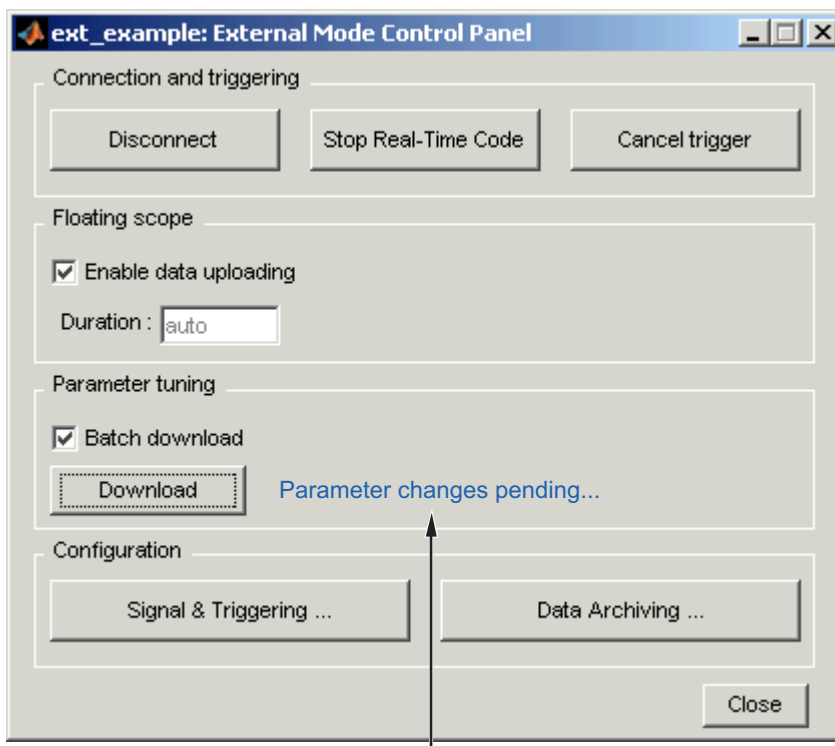 ext_example: External Mode Control Panel
Connection and triggering
Disconnect Stop Real-Time Code Cancel trigger
Floating scope
Enable data uploading
Duration : auto
Parameter tuning
Batch download
Download Parameter changes pending...
Configuration
Signal & Triggering ... Data Archiving ...
Close